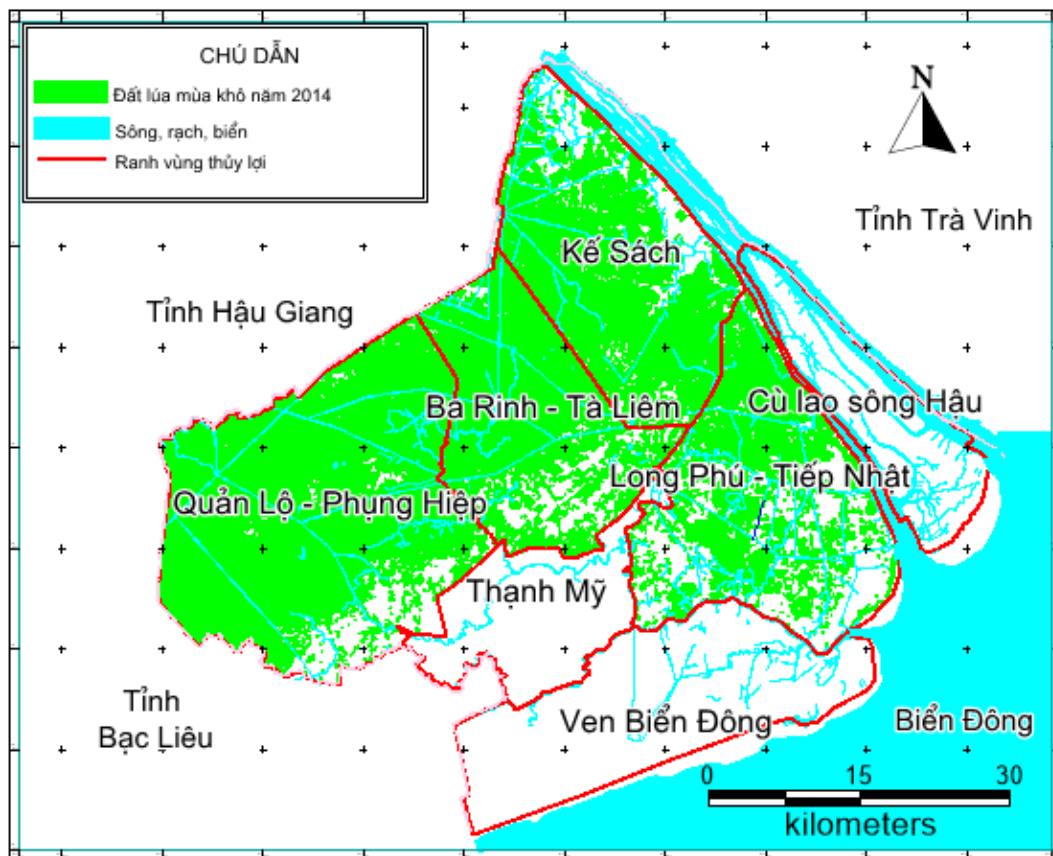 CHÚ DẪN
Đất lúa mùa khô năm 2014
Sông, rạch, biển
Ranh vùng thủy lợi
N
Tỉnh Trà Vinh
Kế Sách
Tỉnh Hậu Giang
Ba Rinh - Tà Liêm
Cù lao sông Hậu
Long Phú - Tiếp Nhật
Quản Lộ - Phụng Hiệp
Thạnh Mỹ
Tỉnh
Bạc Liêu
Ven Biển Đông
Biển Đông
0 15 30
kilometers